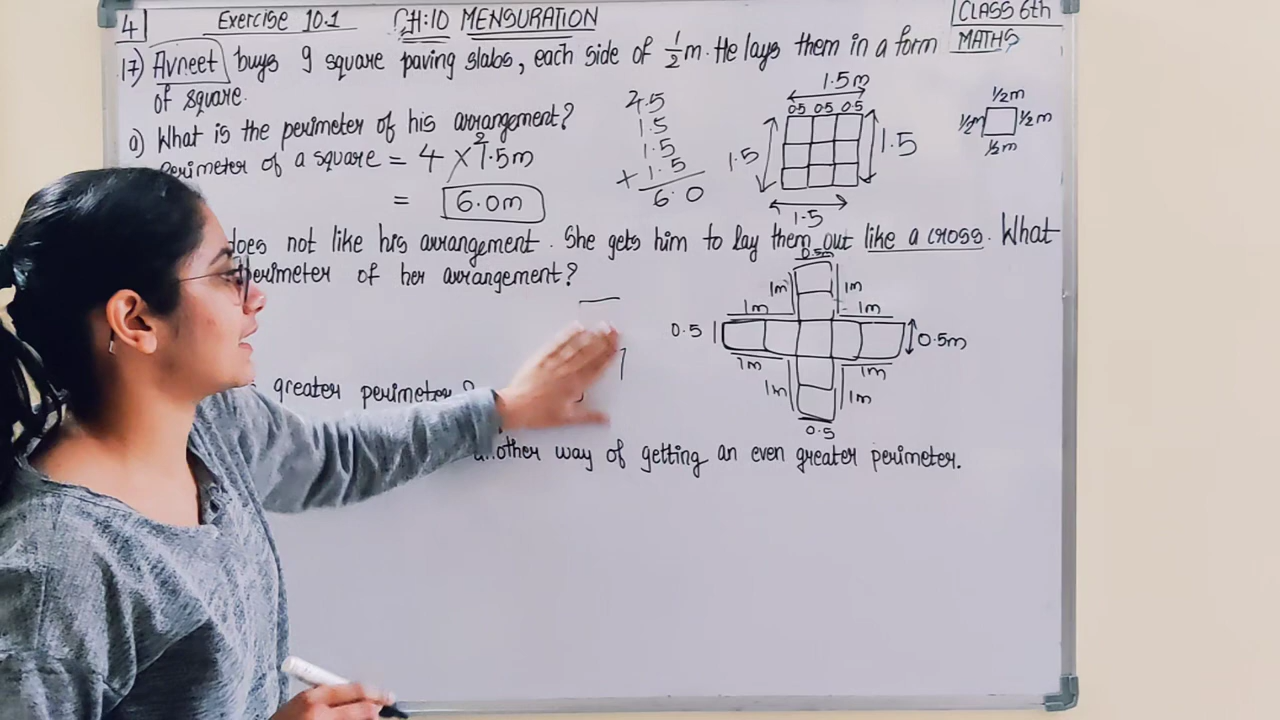 4
Exercise 10.1
CH:10 MENSURATION
CLASS 6th
MATHS
17) Avneet buys 9 square paving slabs, each side of 1/2 m. He lays them in a form
of square.
a) What is the perimeter of his arrangement?
Perimeter of a square = 4 × 1.5m
2
= 6.0m
2.5
1.5
1.5
+ 1.5
6.0
1.5m
0.5 0.5 0.5
1.5
1.5
1.5
1/2m
1/2m
1/2m
1/2m
does not like his arrangement. She gets him to lay them out like a cross. What
perimeter of her arrangement?
0.5m
1m
1m
1m
1m
0.5
0.5m
1m
1m
1m
1m
0.5
greater perimeter?
another way of getting an even greater perimeter.